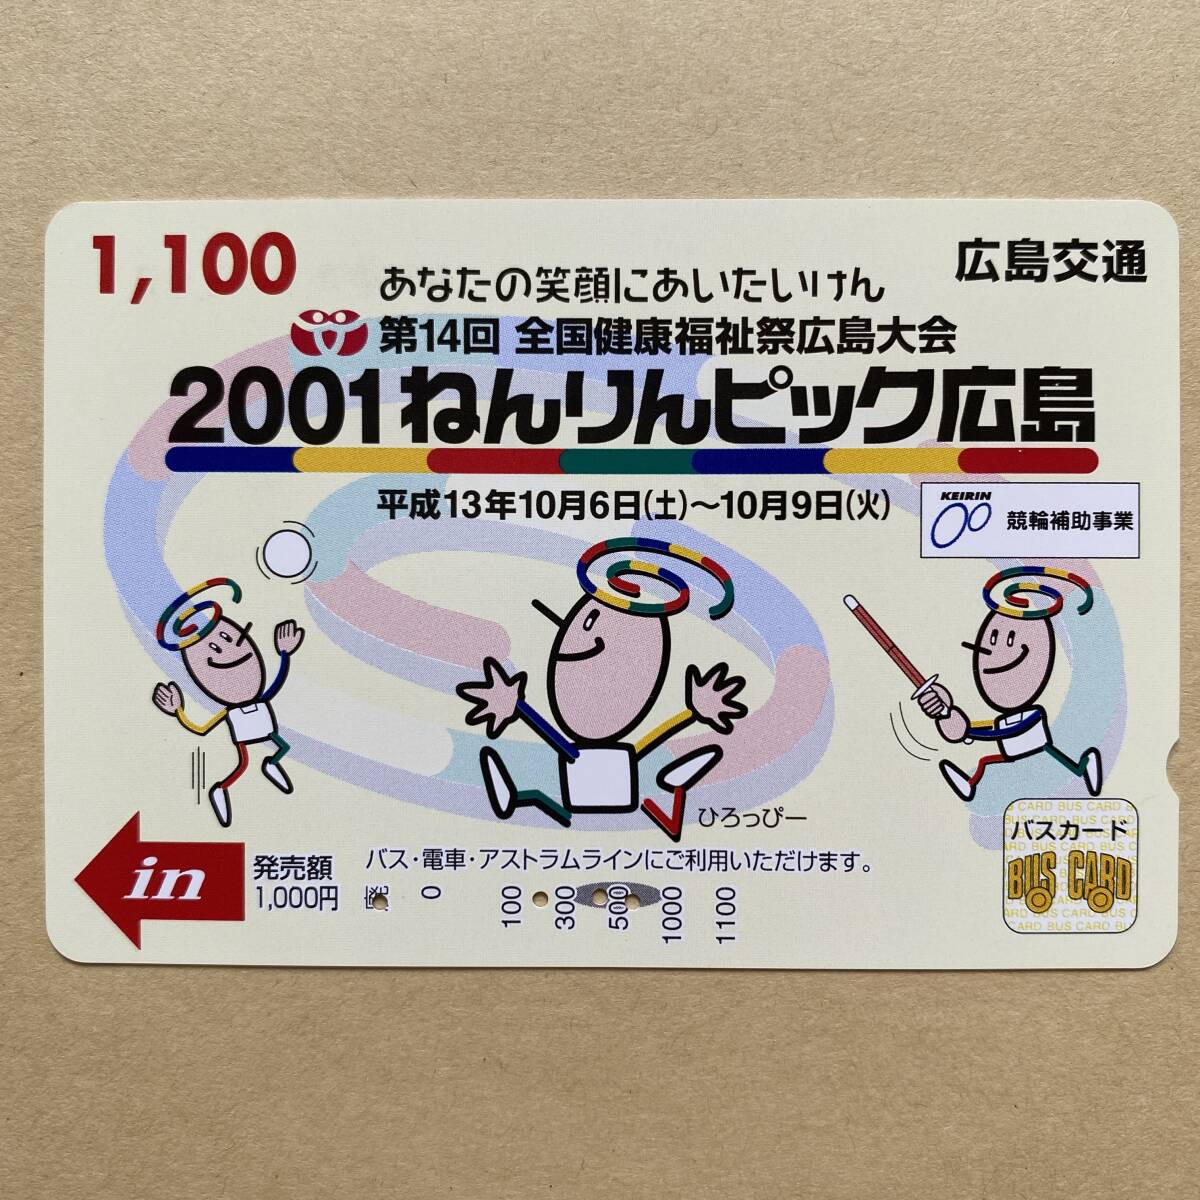 1,100
広島交通
あなたの笑顔にあいたいけん
第14回 全国健康福祉祭広島大会
2001ねんりんピック広島
平成13年10月6日(土)～10月9日(火)
KEIRIN
競輪補助事業
ひろっぴー
in
発売額
1,000円
バス・電車・アストラムラインにご利用いただけます。
0 100 300 500 1000 1100
バスカード
BUS CARD